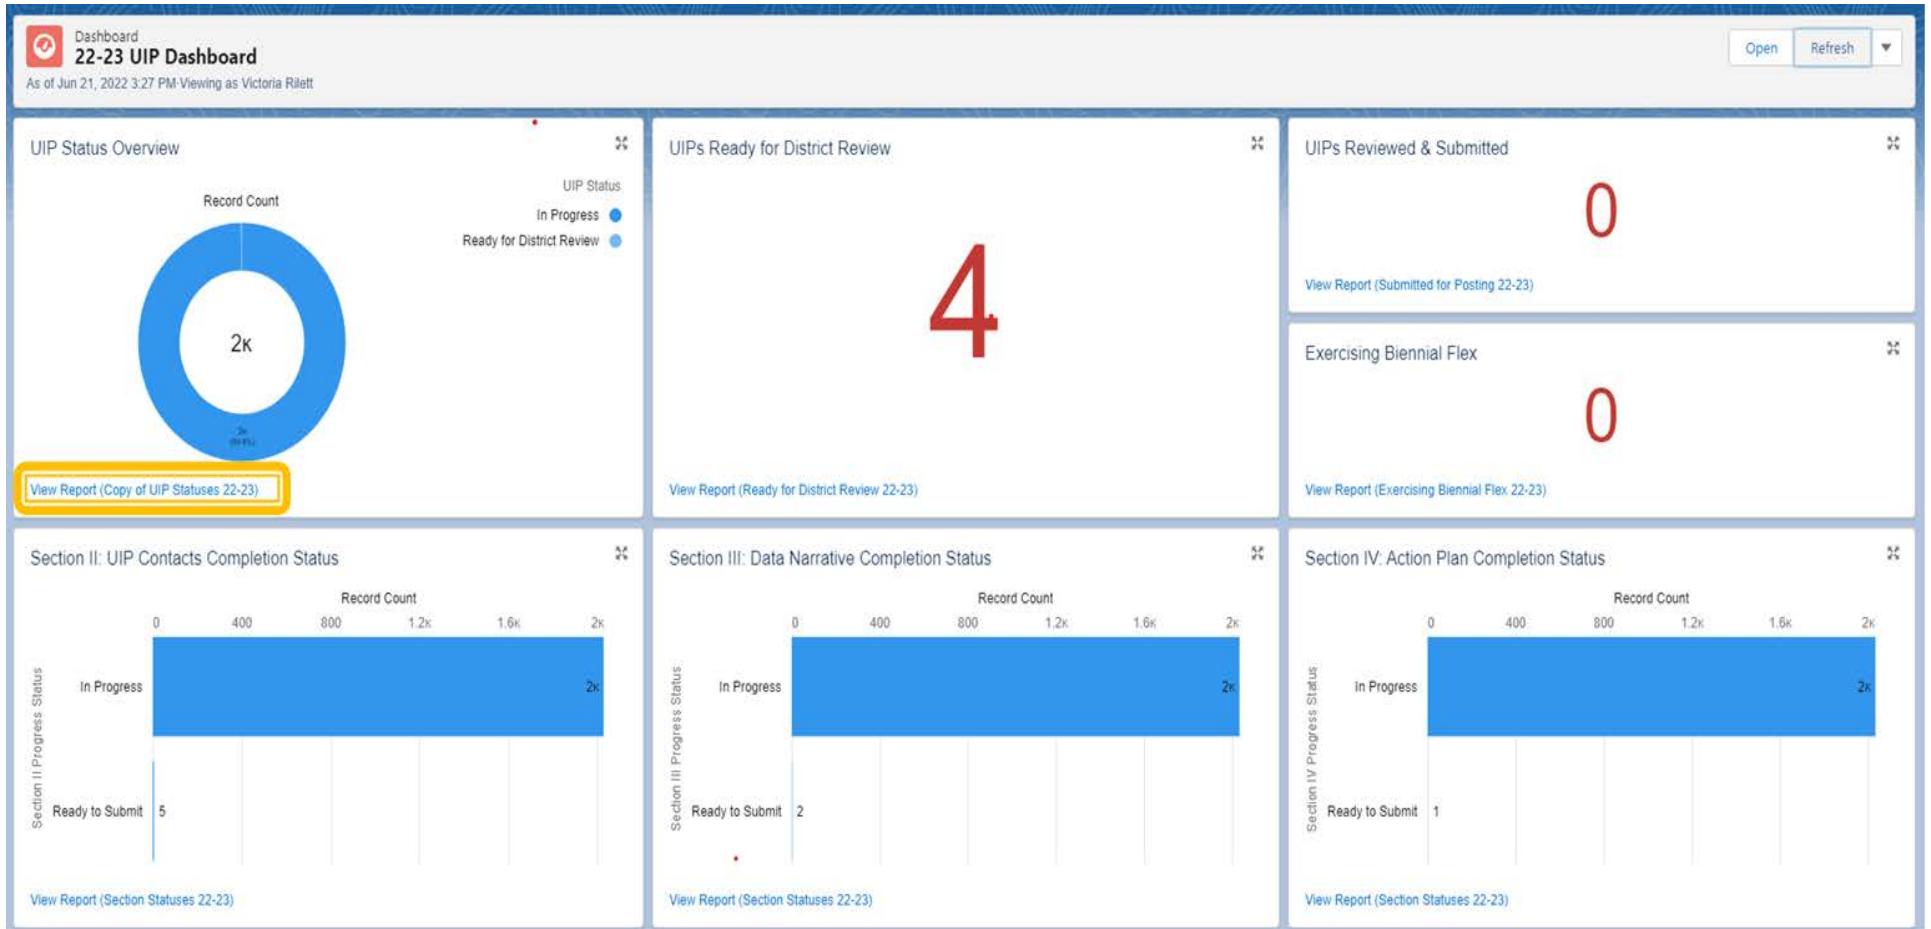 Dashboard
22-23 UIP Dashboard
As of Jun 21, 2022 3:27 PM·Viewing as Victoria Rilett
Open
Refresh
UIP Status Overview
UIP Status
In Progress
Ready for District Review
Record Count
2K
2K
View Report (Copy of UIP Statuses 22-23)
UIPs Ready for District Review
4
View Report (Ready for District Review 22-23)
UIPs Reviewed & Submitted
0
View Report (Submitted for Posting 22-23)
Exercising Biennial Flex
0
View Report (Exercising Biennial Flex 22-23)
Section II: UIP Contacts Completion Status
Record Count
0 400 800 1.2K 1.6K 2K
Section II Progress Status
In Progress 2K
Ready to Submit 5
View Report (Section Statuses 22-23)
Section III: Data Narrative Completion Status
Record Count
0 400 800 1.2K 1.6K 2K
Section III Progress Status
In Progress 2K
Ready to Submit 2
View Report (Section Statuses 22-23)
Section IV: Action Plan Completion Status
Record Count
0 400 800 1.2K 1.6K 2K
Section IV Progress Status
In Progress 2K
Ready to Submit 1
View Report (Section Statuses 22-23)